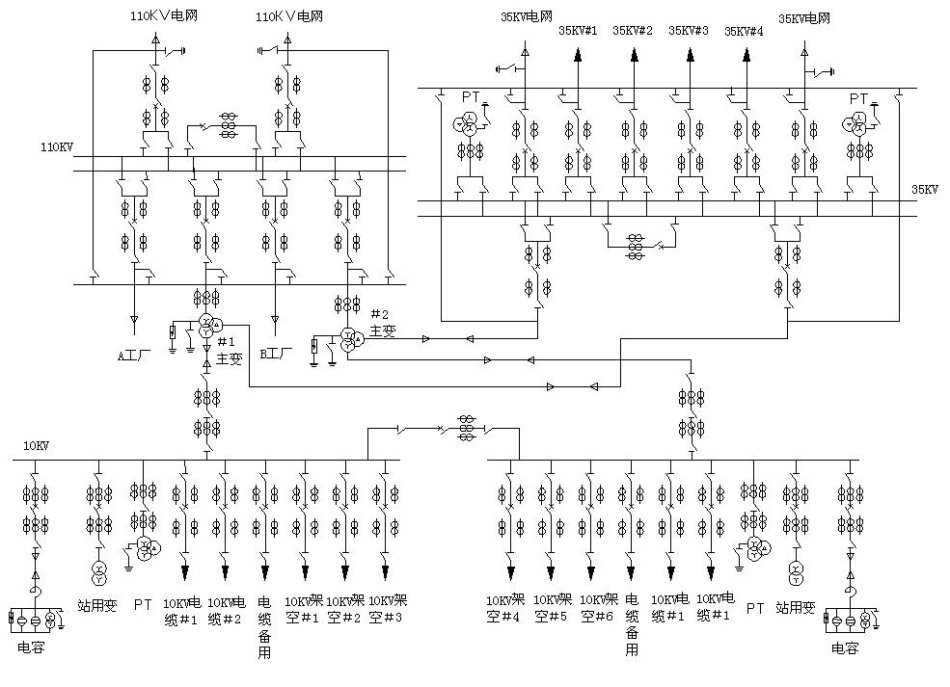 110KV电网
110KV电网
35KV电网
35KV#1
35KV#2
35KV#3
35KV#4
35KV电网
PT
PT
110KV
35KV
#1
主变
#2
主变
A工厂
B工厂
10KV
站用变
PT
10KV电
缆#1
10KV电
缆#2
电
缆
备
用
10KV架
空#1
10KV架
空#2
10KV架
空#3
10KV架
空#4
10KV架
空#5
10KV架
空#6
电
缆
备
用
10KV电
缆#1
10KV电
缆#1
PT
站用变
电容
电容